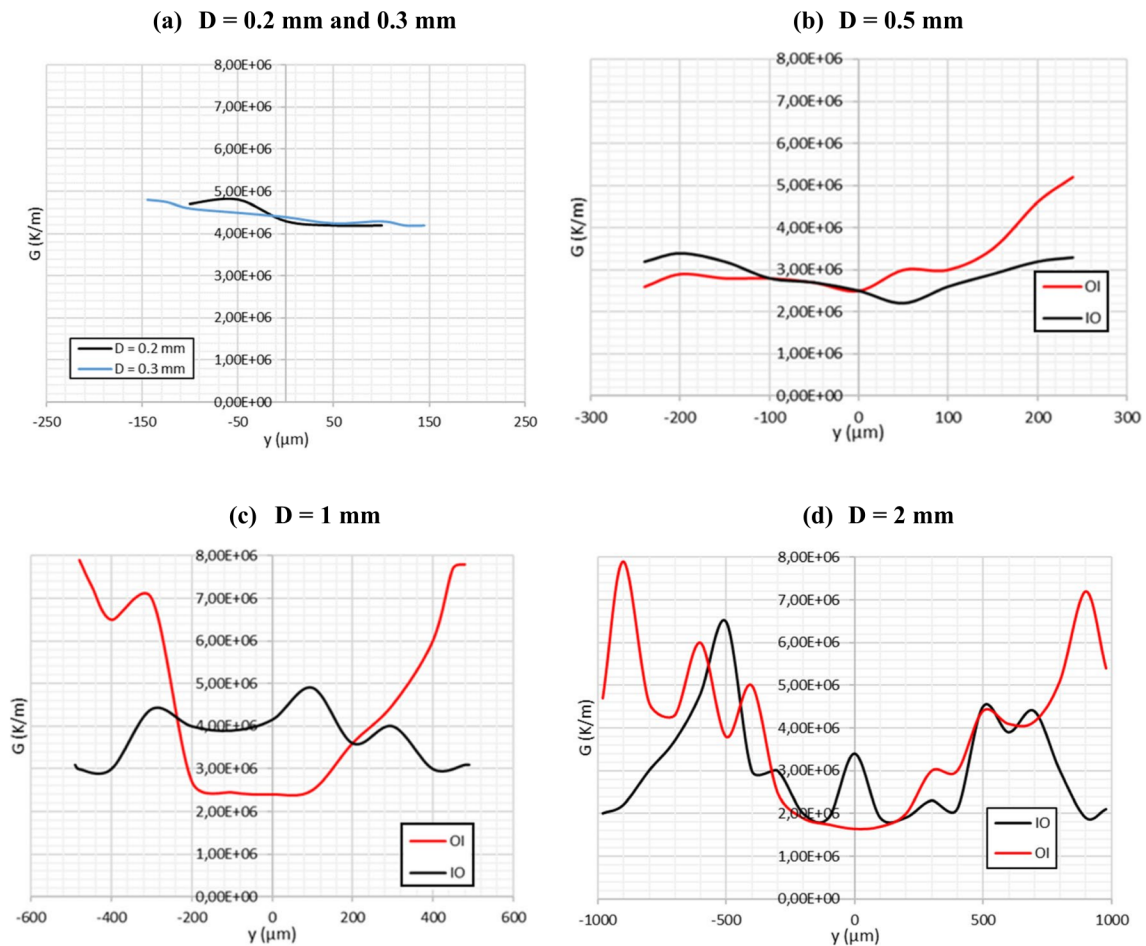 (a) D = 0.2 mm and 0.3 mm
8,00E+06
7,00E+06
6,00E+06
5,00E+06
4,00E+06
3,00E+06
2,00E+06
1,00E+06
0,00E+00
G (K/m)
D = 0.2 mm
D = 0.3 mm
-250
-150
-50
50
150
250
y (µm)
(b) D = 0.5 mm
8,00E+06
7,00E+06
6,00E+06
5,00E+06
4,00E+06
3,00E+06
2,00E+06
1,00E+06
0,00E+00
G (K/m)
OI
IO
-300
-200
-100
0
100
200
300
y (µm)
(c) D = 1 mm
8,00E+06
7,00E+06
6,00E+06
5,00E+06
4,00E+06
3,00E+06
2,00E+06
1,00E+06
0,00E+00
G (K/m)
OI
IO
-600
-400
-200
0
200
400
600
y (µm)
(d) D = 2 mm
8,00E+06
7,00E+06
6,00E+06
5,00E+06
4,00E+06
3,00E+06
2,00E+06
1,00E+06
0,00E+00
G (K/m)
IO
OI
-1000
-500
0
500
1000
y (µm)